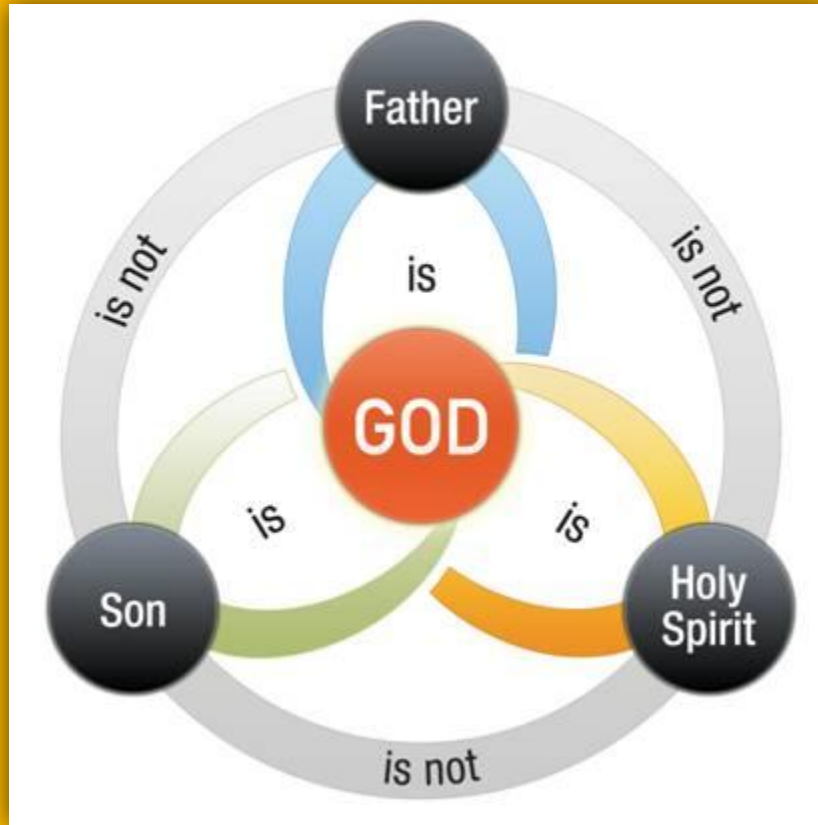 Father
is not
is
is not
GOD
is
is
Son
Holy
Spirit
is not